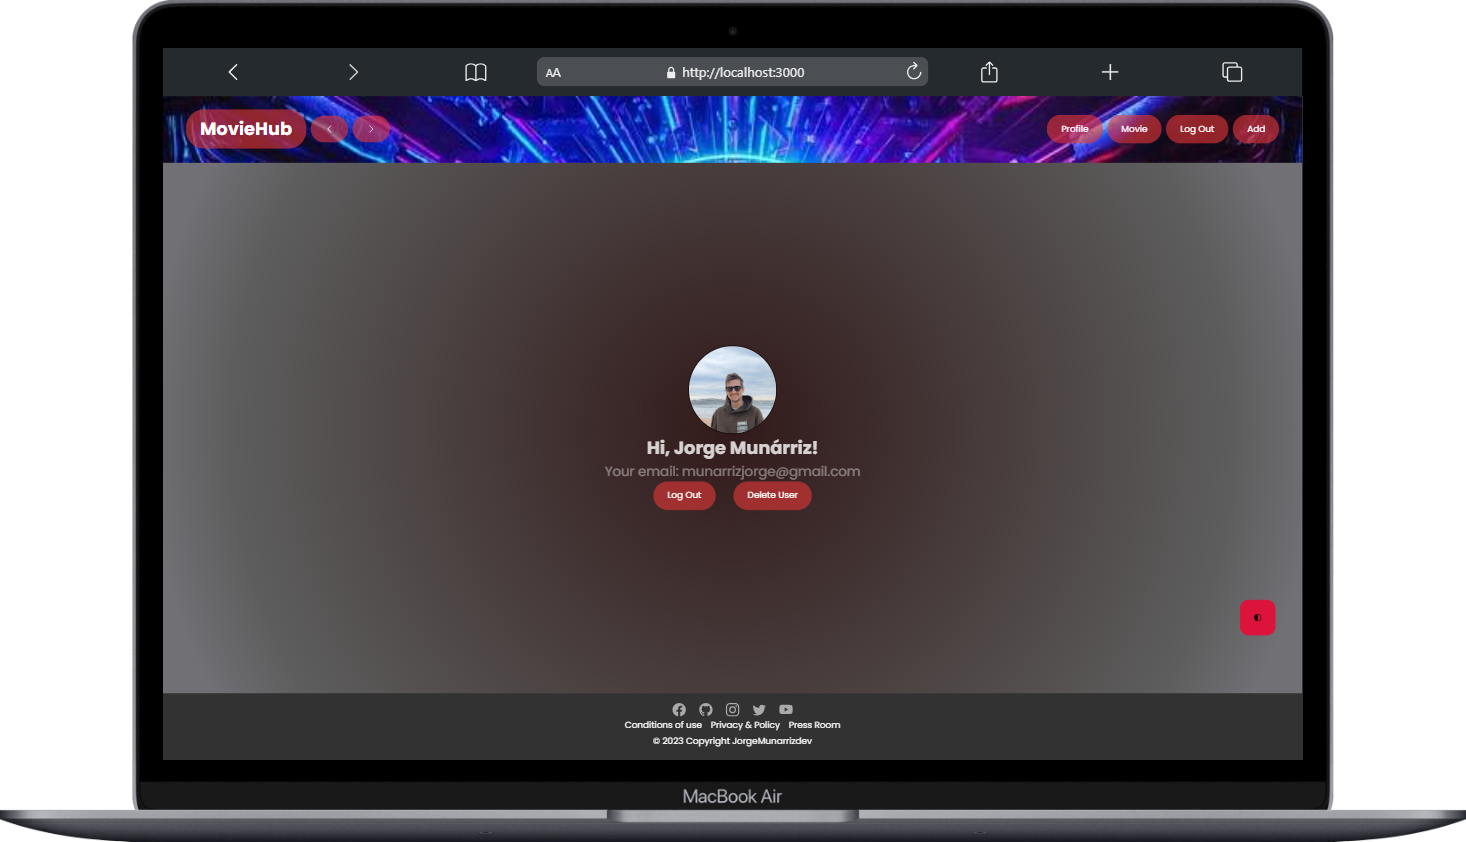 AA http://localhost:3000
MovieHub Profile Movie Log Out Add
Hi, Jorge Munárriz!
Your email: munarrizjorge@gmail.com
Log Out Delete User
Conditions of use Privacy & Policy Press Room
© 2023 Copyright JorgeMunarrizdev
MacBook Air